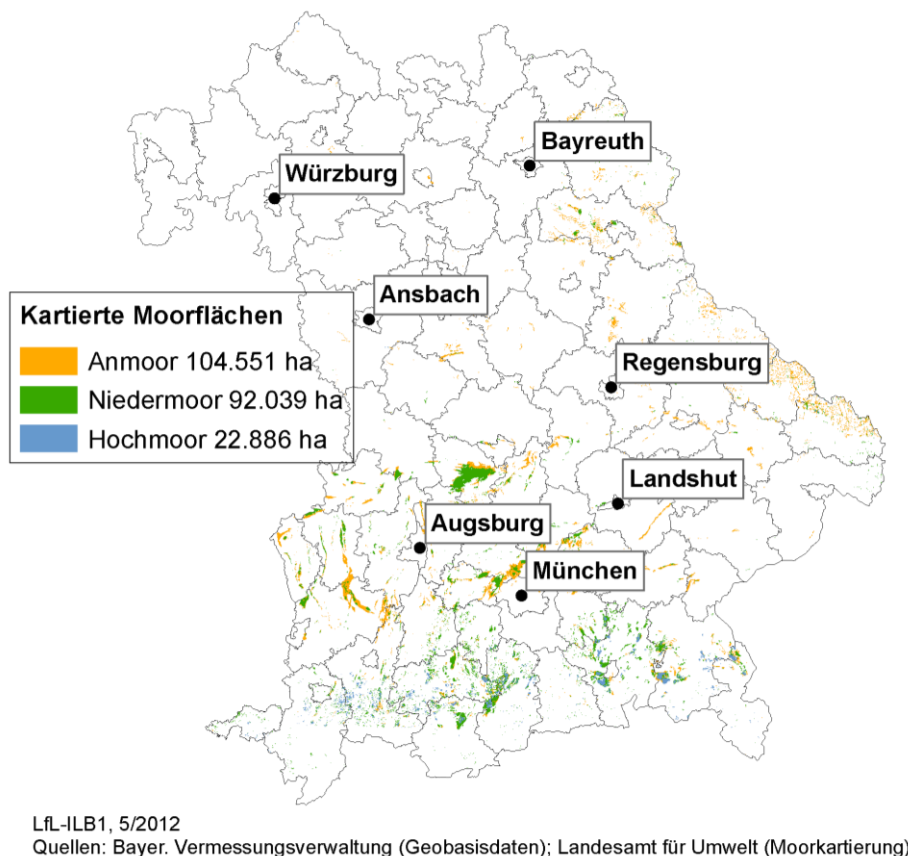 Bayreuth
Würzburg
Ansbach
Kartierte Moorflächen
Anmoor 104.551 ha
Niedermoor 92.039 ha
Hochmoor 22.886 ha
Regensburg
Landshut
Augsburg
München
LfL-ILB1, 5/2012
Quellen: Bayer. Vermessungsverwaltung (Geobasisdaten); Landesamt für Umwelt (Moorkartierung)